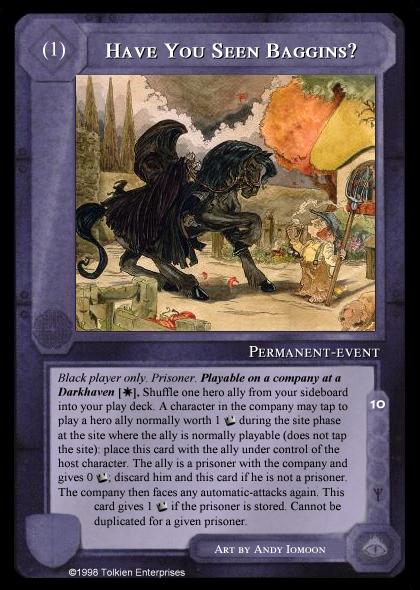 (1)
HAVE YOU SEEN BAGGINS?
PERMANENT-EVENT
Black player only. Prisoner. Playable on a company at a
Darkhaven [☀]. Shuffle one hero ally from your sideboard
into your play deck. A character in the company may tap to
play a hero ally normally worth 1 during the site phase
at the site where the ally is normally playable (does not tap
the site): place this card with the ally under control of the
host character. The ally is a prisoner with the company and
gives 0 ; discard him and this card if he is not a prisoner.
The company then faces any automatic-attacks again. This
card gives 1 if the prisoner is stored. Cannot be
duplicated for a given prisoner.
10
ART BY ANDY IOMOON
©1998 Tolkien Enterprises